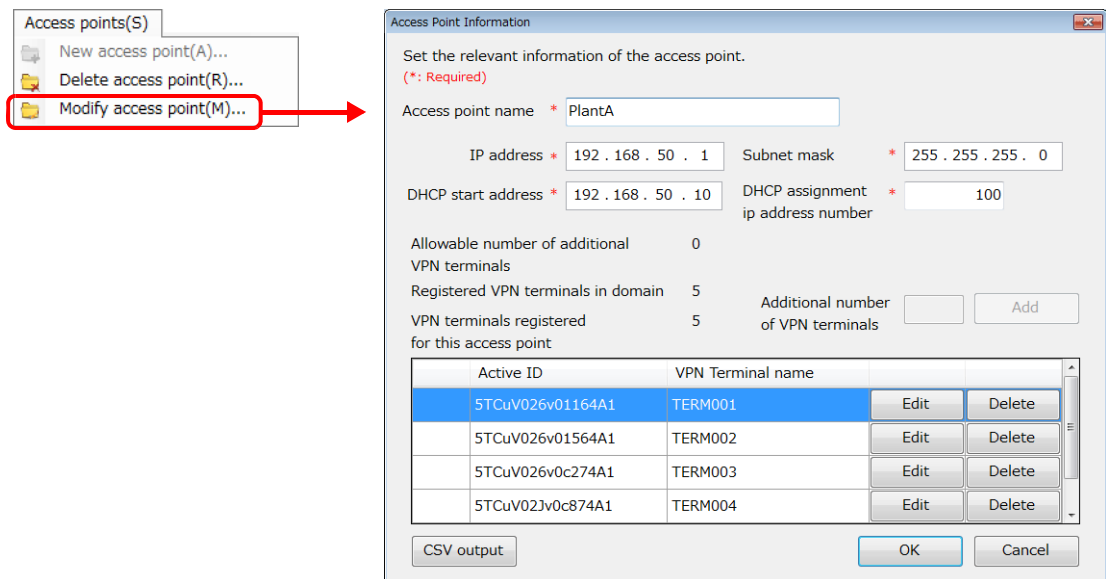 Access points(S)
New access point(A)...
Delete access point(R)...
Modify access point(M)...
Access Point Information
Set the relevant information of the access point.
(*: Required)
Access point name * PlantA
IP address * 192 . 168 . 50 . 1 Subnet mask * 255 . 255 . 255 . 0
DHCP start address * 192 . 168 . 50 . 10 DHCP assignment
ip address number * 100
Allowable number of additional
VPN terminals 0
Registered VPN terminals in domain 5
VPN terminals registered
for this access point 5
Additional number
of VPN terminals Add
Active ID VPN Terminal name
5TCuV026v01164A1 TERM001 Edit Delete
5TCuV026v01564A1 TERM002 Edit Delete
5TCuV026v0c274A1 TERM003 Edit Delete
5TCuV02Jv0c874A1 TERM004 Edit Delete
CSV output OK Cancel